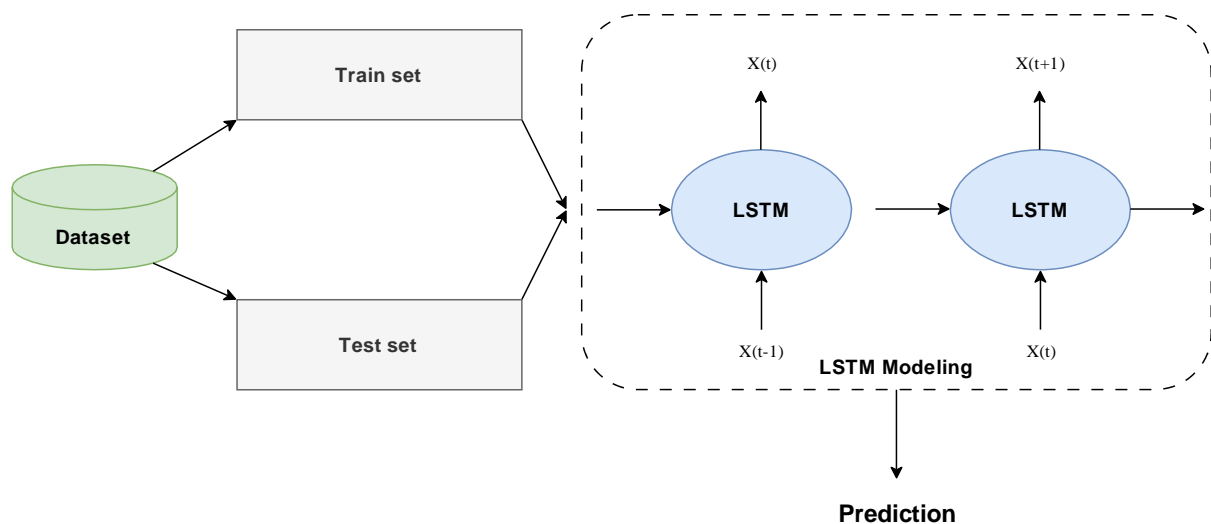 Train set
Dataset
Test set
X(t)
X(t+1)
LSTM
LSTM
X(t-1)
X(t)
LSTM Modeling
Prediction